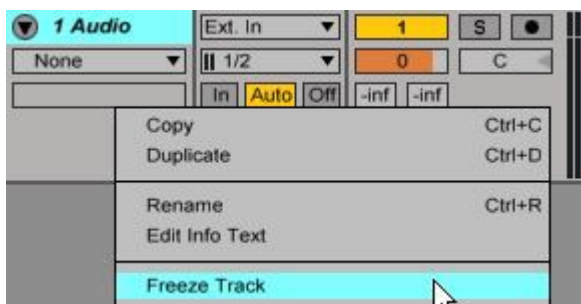 1 Audio Ext. In 1 S
None 1/2 0 C
In Auto Off -inf -inf
Copy Ctrl+C
Duplicate Ctrl+D
Rename Ctrl+R
Edit Info Text
Freeze Track